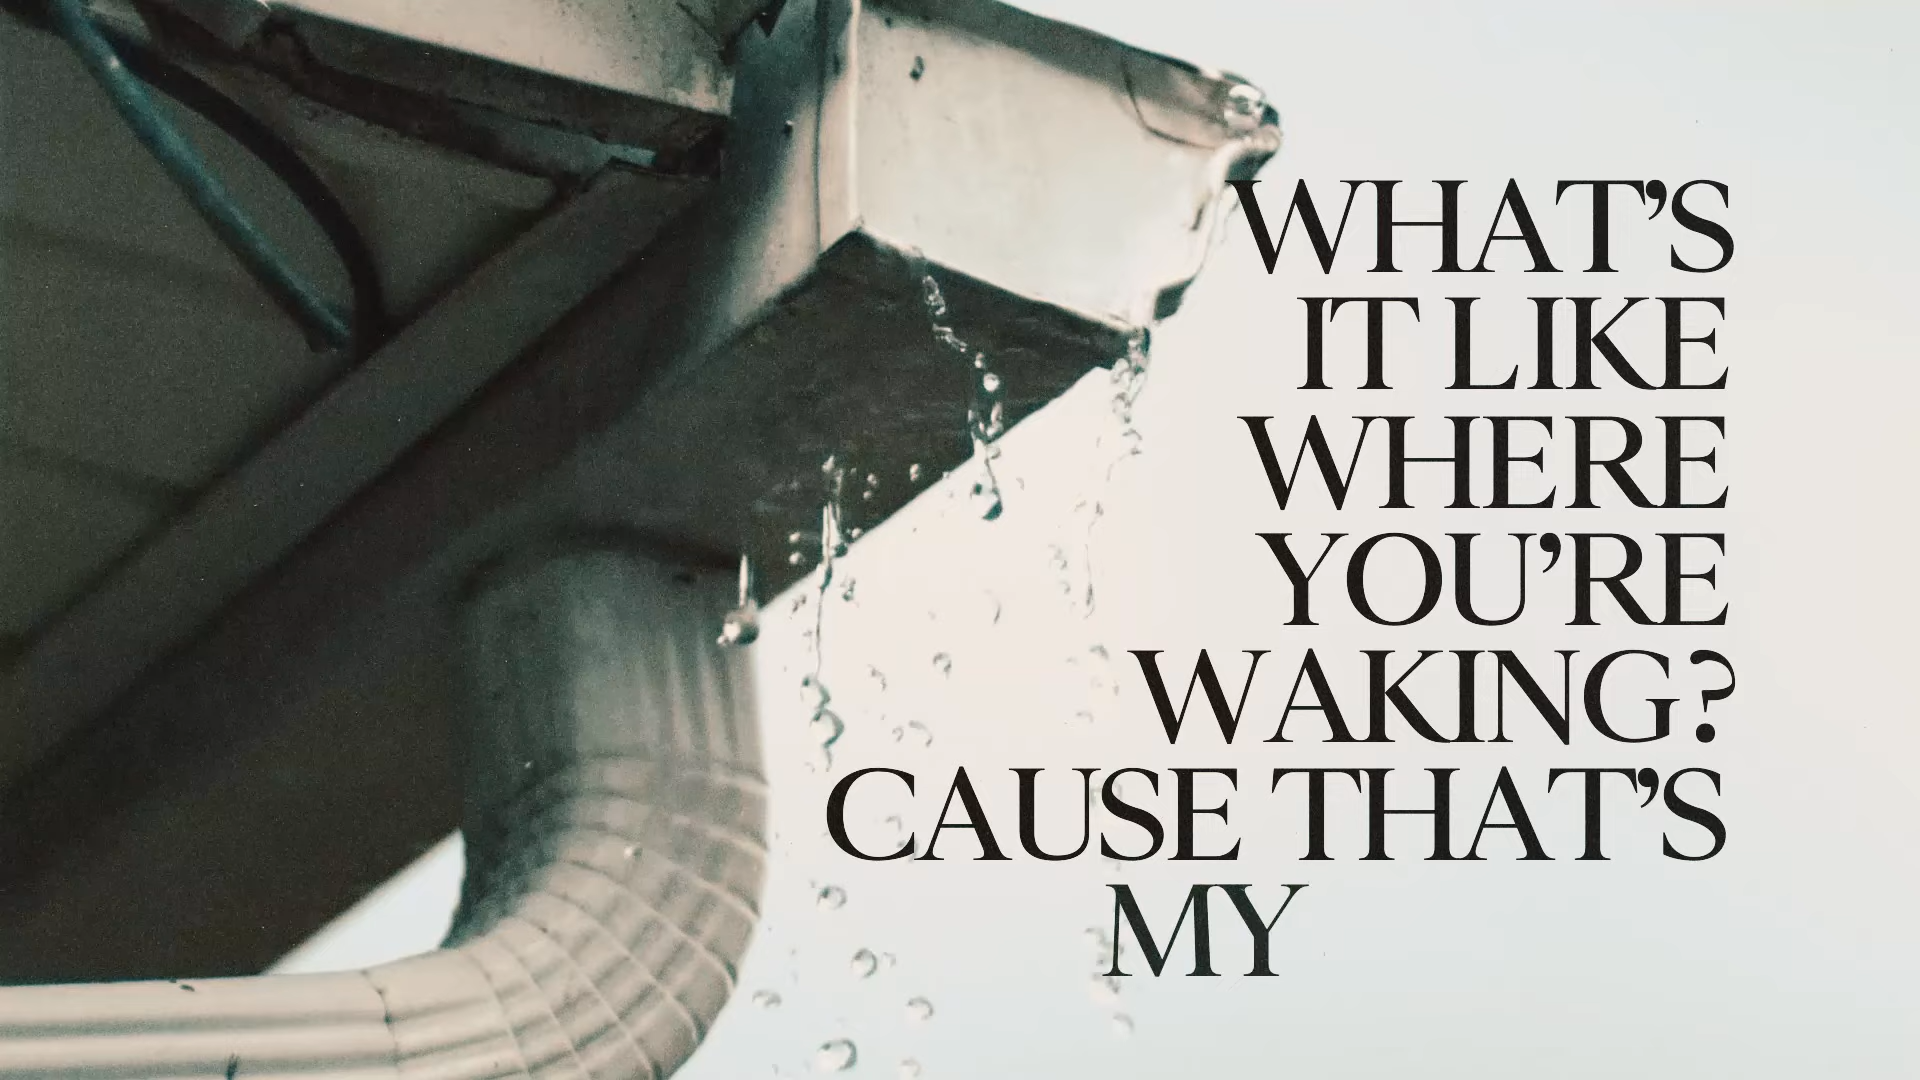 WHAT’S
IT LIKE
WHERE
YOU’RE
WAKING?
CAUSE THAT’S
MY